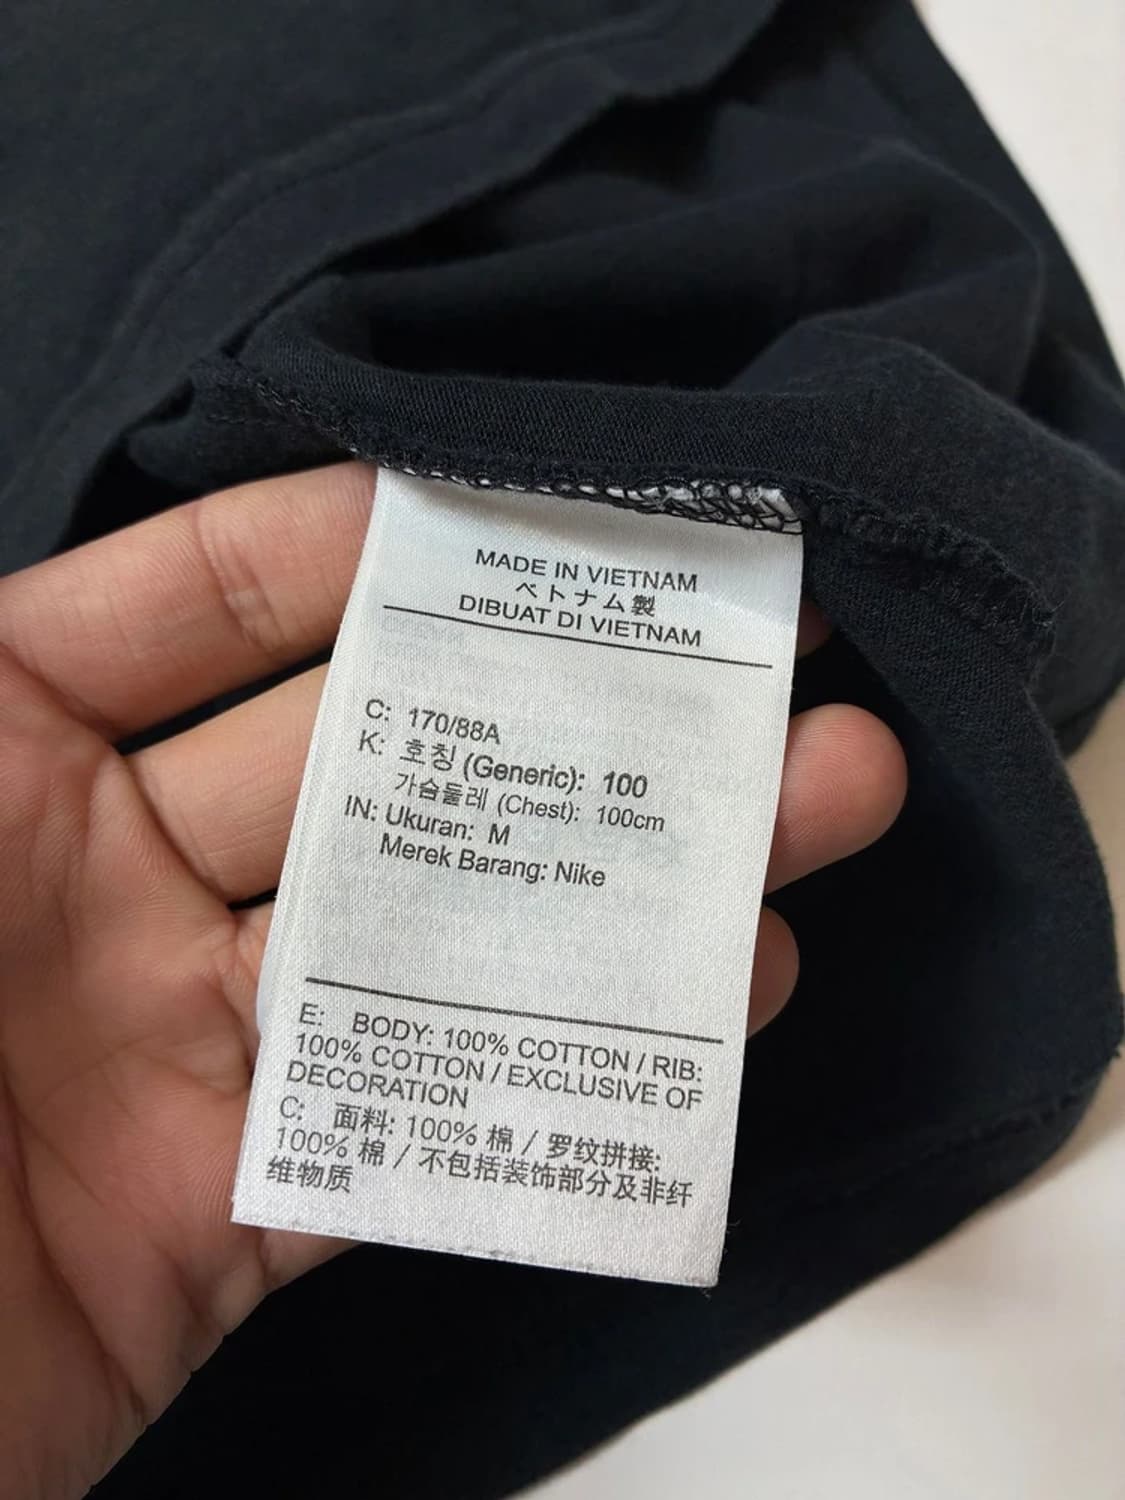 MADE IN VIETNAM
ベトナム製
DIBUAT DI VIETNAM
C: 170/88A
K: 호칭 (Generic): 100
가슴둘레 (Chest): 100cm
IN: Ukuran: M
Merek Barang: Nike
E: BODY: 100% COTTON / RIB:
100% COTTON / EXCLUSIVE OF
DECORATION
C: 面料: 100% 棉 / 罗纹拼接:
100% 棉 / 不包括装饰部分及非纤
维物质